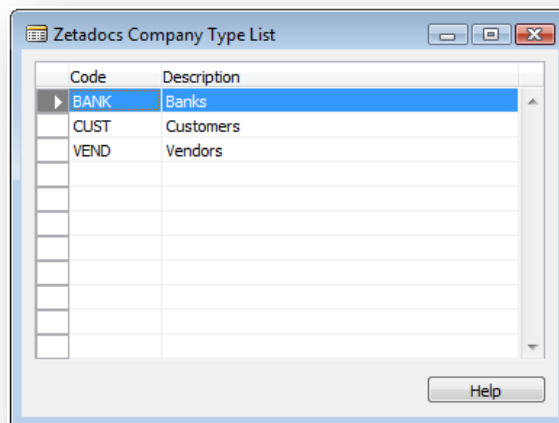 Zetadocs Company Type List
Code Description
BANK Banks
CUST Customers
VEND Vendors
Help